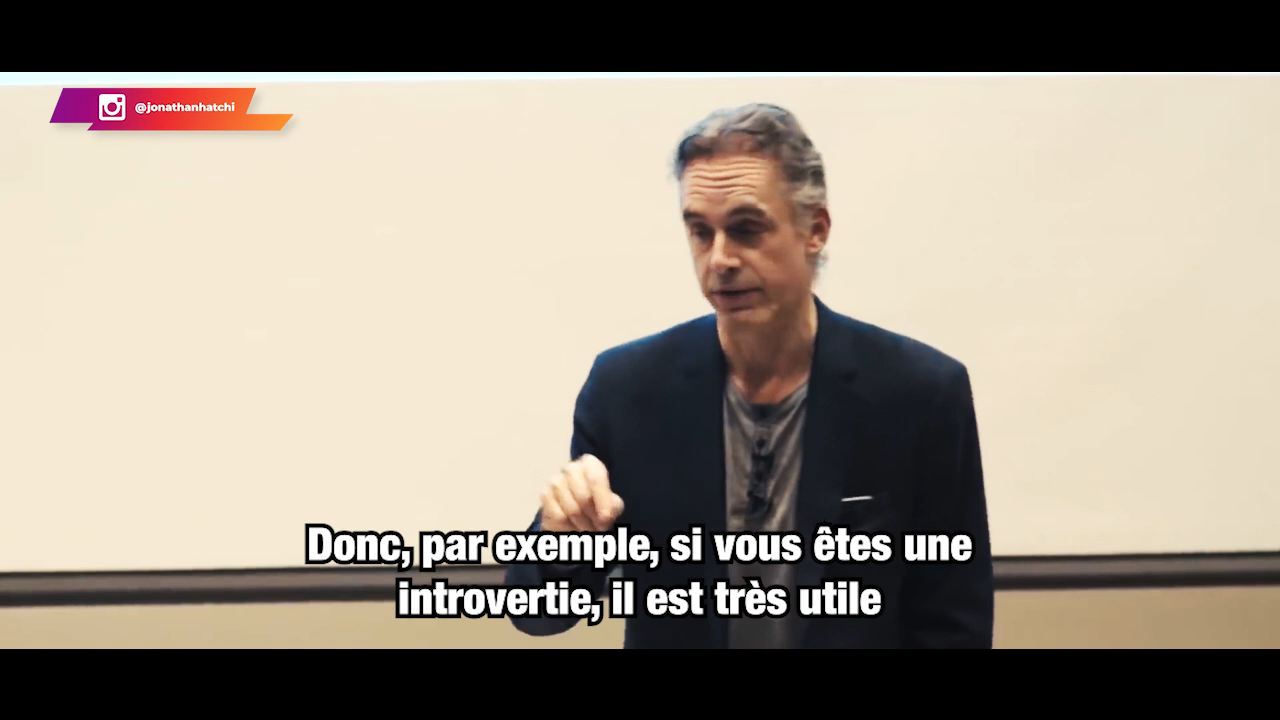 @jonathanhatchi
Donc, par exemple, si vous êtes une
introvertie, il est très utile